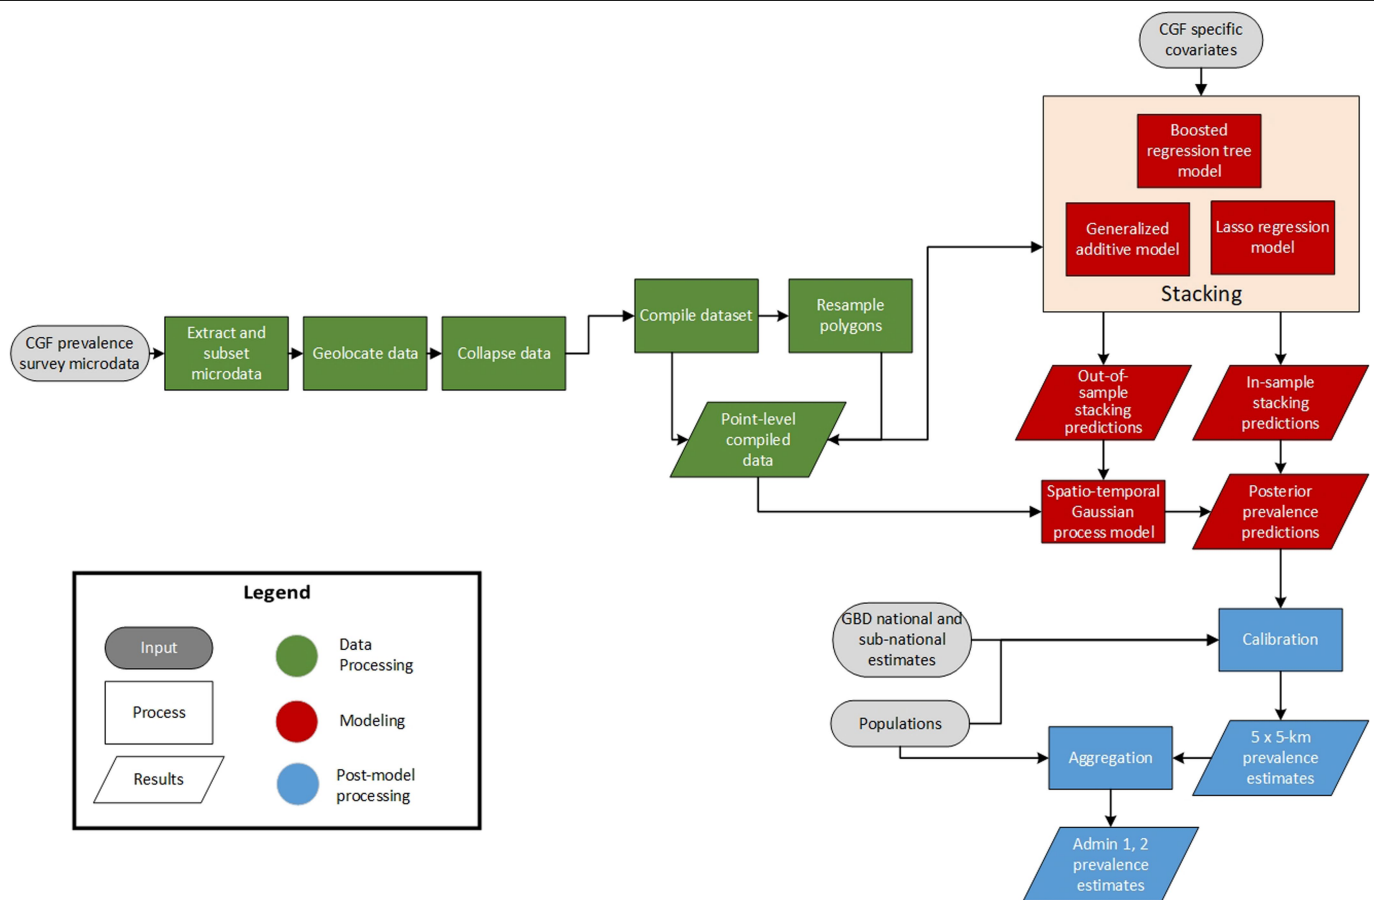 CGF specific
covariates
Boosted
regression tree
model
Generalized
additive model
Lasso regression
model
Stacking
CGF prevalence
survey microdata
Extract and
subset
microdata
Geolocate data
Collapse data
Compile dataset
Resample
polygons
Point-level
compiled
data
Out-of-
sample
stacking
predictions
In-sample
stacking
predictions
Spatio-temporal
Gaussian
process model
Posterior
prevalence
predictions
GBD national and
sub-national
estimates
Calibration
Populations
Aggregation
5 x 5-km
prevalence
estimates
Admin 1, 2
prevalence
estimates
Legend
Input
Process
Results
Data
Processing
Modeling
Post-model
processing